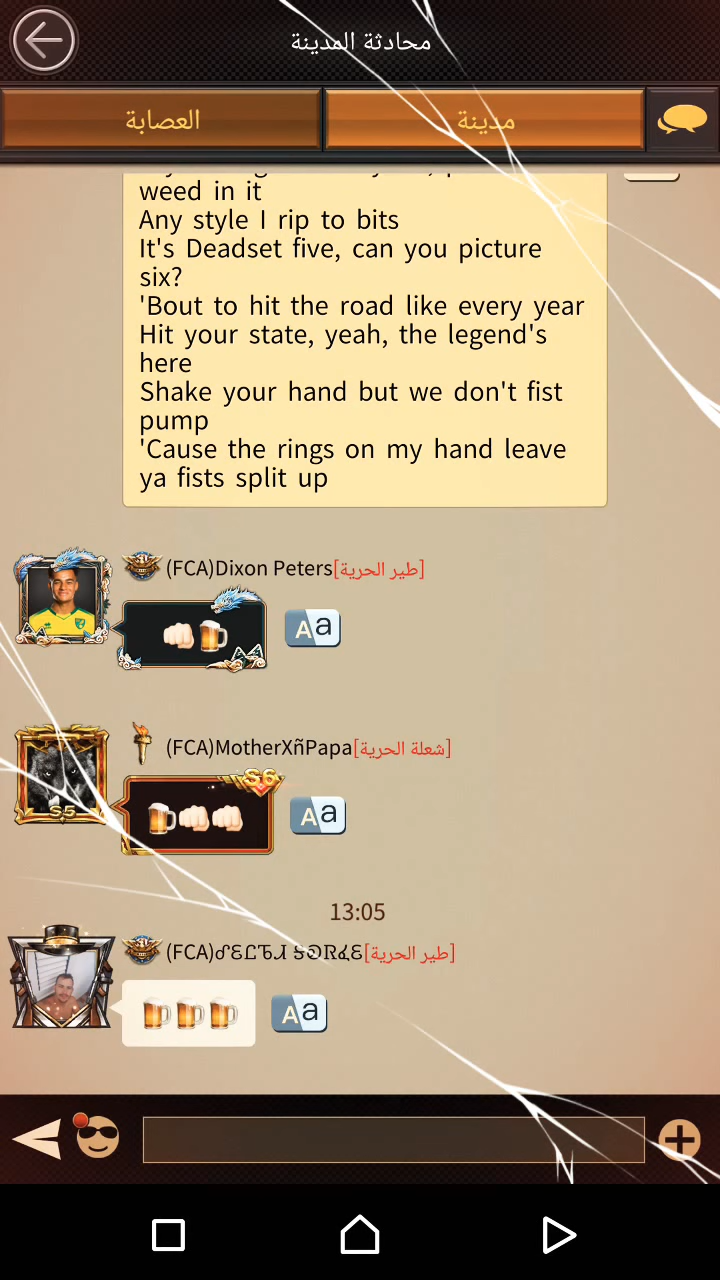 محادثة المدينة
العصابة
مدينة
weed in it
Any style I rip to bits
It's Deadset five, can you picture
six?
'Bout to hit the road like every year
Hit your state, yeah, the legend's
here
Shake your hand but we don't fist
pump
'Cause the rings on my hand leave
ya fists split up
(FCA)Dixon Peters[طير الحرية]
Aa
(FCA)MotherXñPapa[شعلة الحرية]
S6
S5
Aa
13:05
[طير الحرية](FCA)
Aa